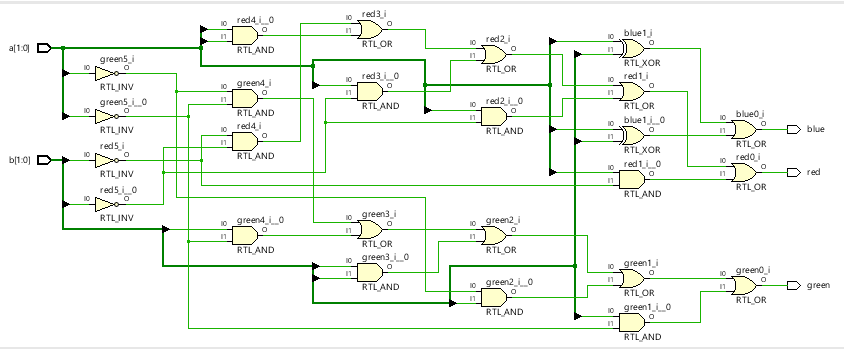 a[1:0]
b[1:0]
green5_i
I0 O
RTL_INV
green5_i__0
I0 O
RTL_INV
red5_i
I0 O
RTL_INV
red5_i__0
I0 O
RTL_INV
red4_i__0
I0 O
I1
RTL_AND
green4_i
I0 O
I1
RTL_AND
red4_i
I0 O
I1
RTL_AND
green4_i__0
I0 O
I1
RTL_AND
red3_i
I0 O
I1
RTL_OR
red3_i__0
I0 O
I1
RTL_AND
green3_i
I0 O
I1
RTL_OR
green3_i__0
I0 O
I1
RTL_AND
red2_i
I0 O
I1
RTL_OR
red2_i__0
I0 O
I1
RTL_AND
green2_i
I0 O
I1
RTL_OR
green2_i__0
I0 O
I1
RTL_AND
blue1_i
I0 O
I1
RTL_XOR
red1_i
I0 O
I1
RTL_OR
blue1_i__0
I0 O
I1
RTL_XOR
red1_i__0
I0 O
I1
RTL_AND
green1_i
I0 O
I1
RTL_OR
green1_i__0
I0 O
I1
RTL_AND
blue0_i
I0 O
I1
RTL_OR
red0_i
I0 O
I1
RTL_OR
green0_i
I0 O
I1
RTL_OR
blue
red
green